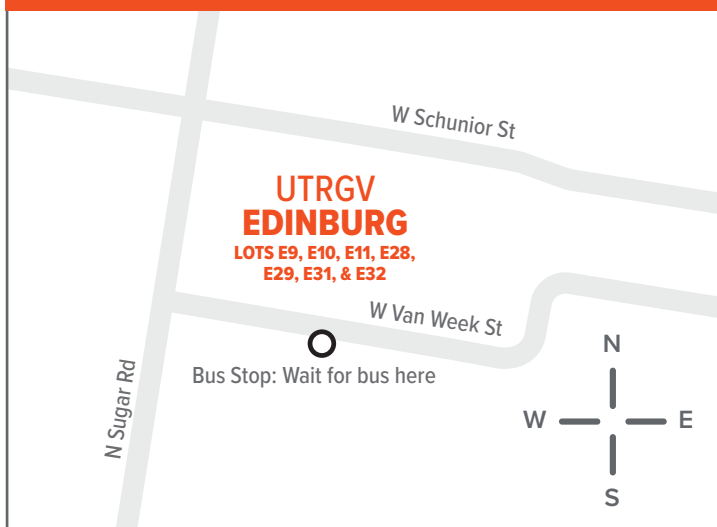 W Schunior St
UTRGV
EDINBURG
LOTS E9, E10, E11, E28,
E29, E31, & E32
W Van Week St
Bus Stop: Wait for bus here
N Sugar Rd
N
W
E
S